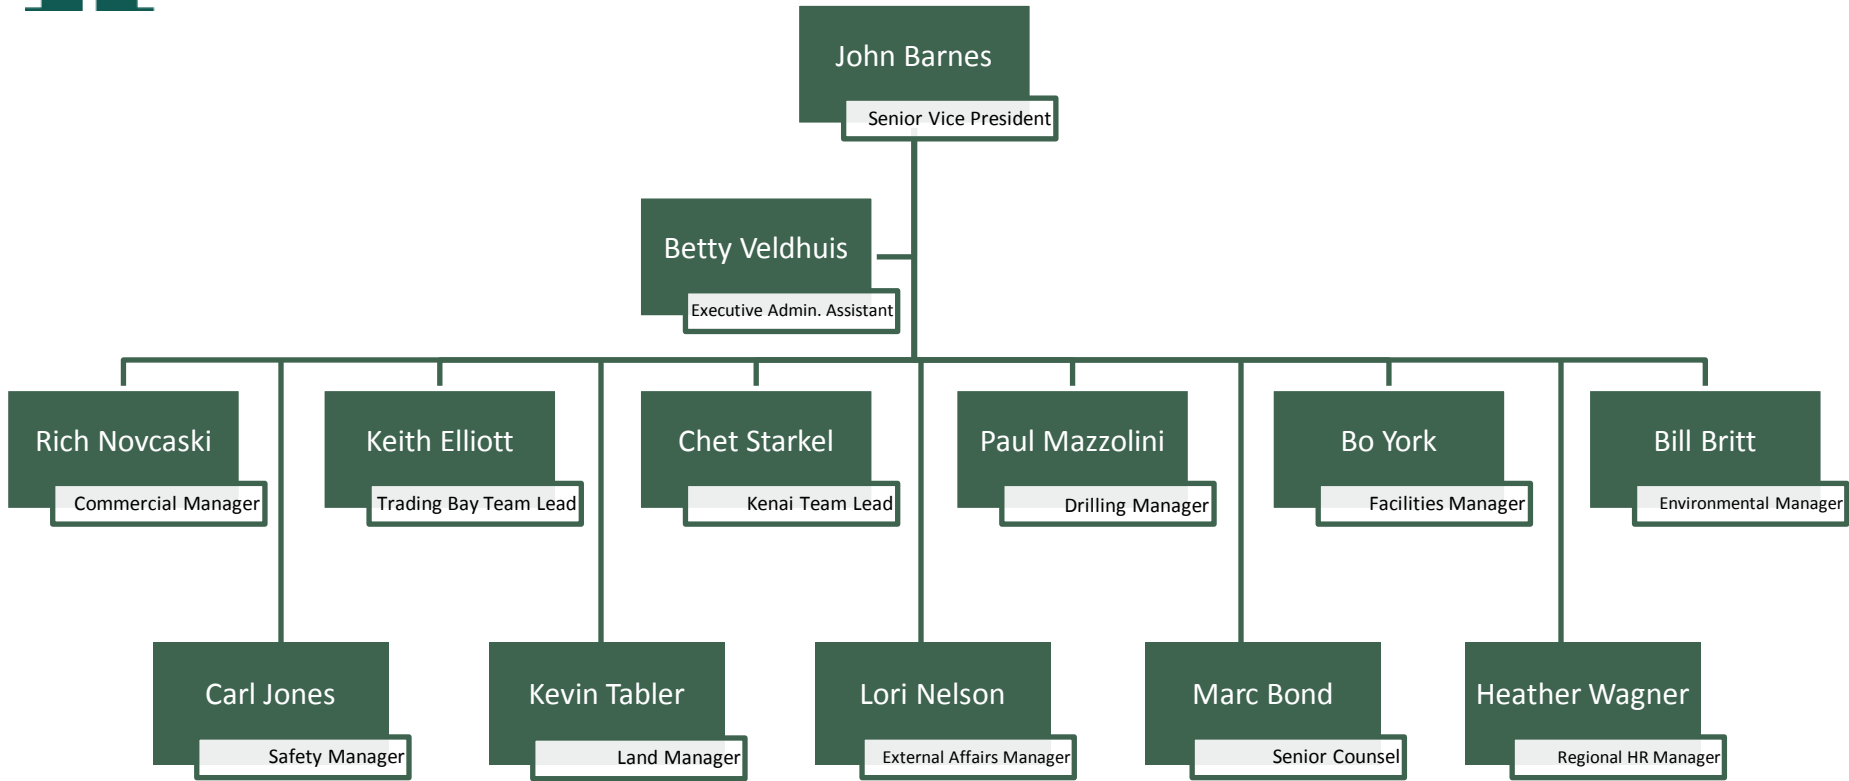 John Barnes
Senior Vice President
Betty Veldhuis
Executive Admin. Assistant
Rich Novcaski
Commercial Manager
Keith Elliott
Trading Bay Team Lead
Chet Starkel
Kenai Team Lead
Paul Mazzolini
Drilling Manager
Bo York
Facilities Manager
Bill Britt
Environmental Manager
Carl Jones
Safety Manager
Kevin Tabler
Land Manager
Lori Nelson
External Affairs Manager
Marc Bond
Senior Counsel
Heather Wagner
Regional HR Manager